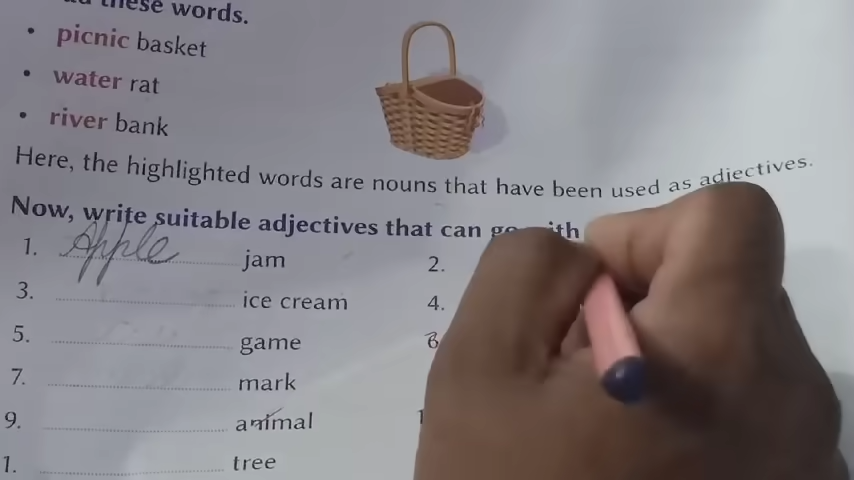 these words.
• picnic basket
• water rat
• river bank
Here, the highlighted words are nouns that have been used as adjectives.
Now, write suitable adjectives that can go with
1. Apple jam 2.
3. ice cream 4.
5. game 6
7. mark
9. animal 1
1. tree